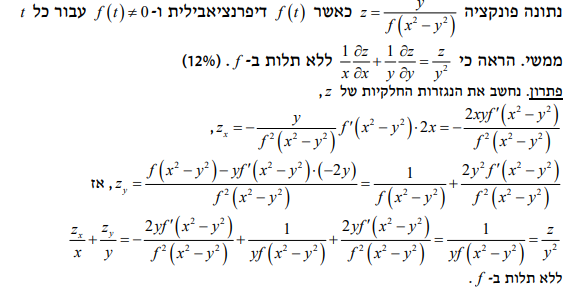 נתונה פונקציה z = y / f(x² − y²) כאשר f(t) דיפרנציאבילית ו- f(t) ≠ 0 עבור כל t
ממשי. הראה כי (1/x)(∂z/∂x) + (1/y)(∂z/∂y) = z/y² ללא תלות ב- f. (12%)
פתרון. נחשב את הנגזרות החלקיות של z,
z_x = − y / f²(x² − y²) f′(x² − y²)·2x = − 2xyf′(x² − y²) / f²(x² − y²),
z_y = (f(x² − y²) − yf′(x² − y²)·(−2y)) / f²(x² − y²) = 1 / f(x² − y²) + 2y²f′(x² − y²) / f²(x² − y²), אז
z_x/x + z_y/y = − 2yf′(x² − y²) / f²(x² − y²) + 1 / yf(x² − y²) + 2yf′(x² − y²) / f²(x² − y²) = 1 / yf(x² − y²) = z/y²
ללא תלות ב- f.